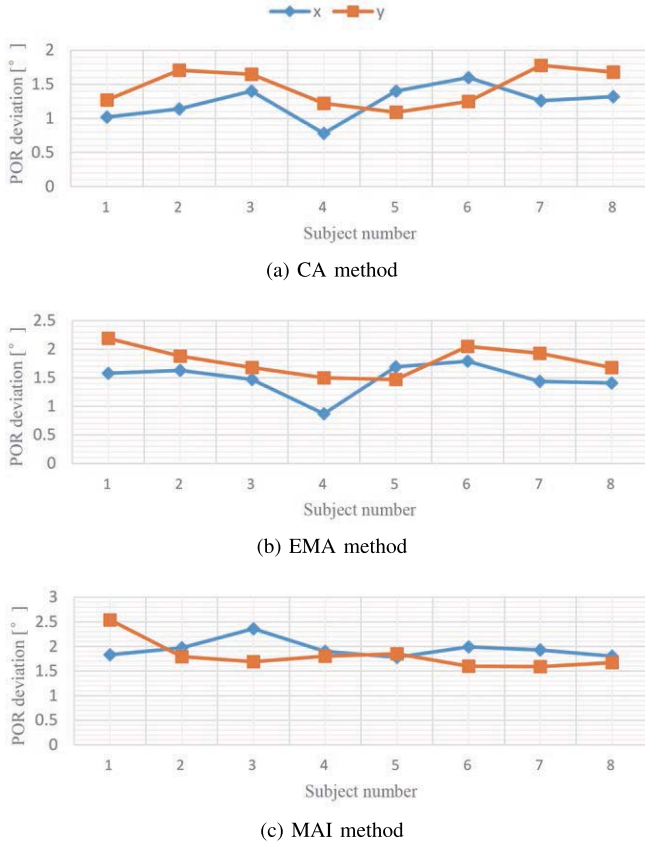 x y
POR deviation [°]
2
1.5
1
0.5
0
1 2 3 4 5 6 7 8
Subject number
(a) CA method
POR deviation [°]
2.5
2
1.5
1
0.5
0
1 2 3 4 5 6 7 8
Subject number
(b) EMA method
POR deviation [°]
3
2.5
2
1.5
1
0.5
0
1 2 3 4 5 6 7 8
Subject number
(c) MAI method